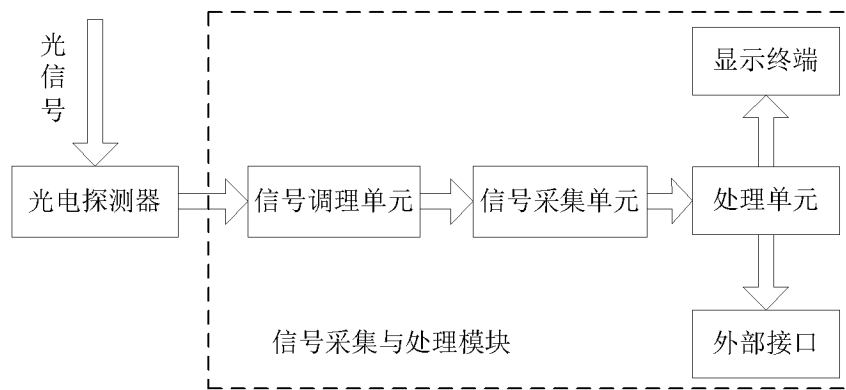 光信号
显示终端
光电探测器
信号调理单元
信号采集单元
处理单元
信号采集与处理模块
外部接口